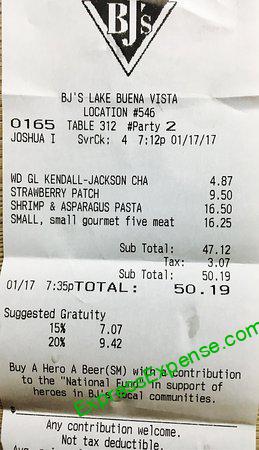 BJ's
BJ'S LAKE BUENA VISTA
LOCATION #546
0165 TABLE 312 #Party 2
JOSHUA I SvrCk: 4 7:12p 01/17/17
WD GL KENDALL-JACKSON CHA 4.87
STRAWBERRY PATCH 9.50
SHRIMP & ASPARAGUS PASTA 16.50
SMALL, small gourmet five meat 16.25
Sub Total: 47.12
Tax: 3.07
Sub Total: 50.19
01/17 7:35pTOTAL: 50.19
Suggested Gratuity
15% 7.07
20% 9.42
Buy A Hero A Beer(SM) with a contribution
to the "National Fund" in support of
heroes in BJ's local communities.
Any contribution welcome.
Not tax deductible.
ExpressExpense.com